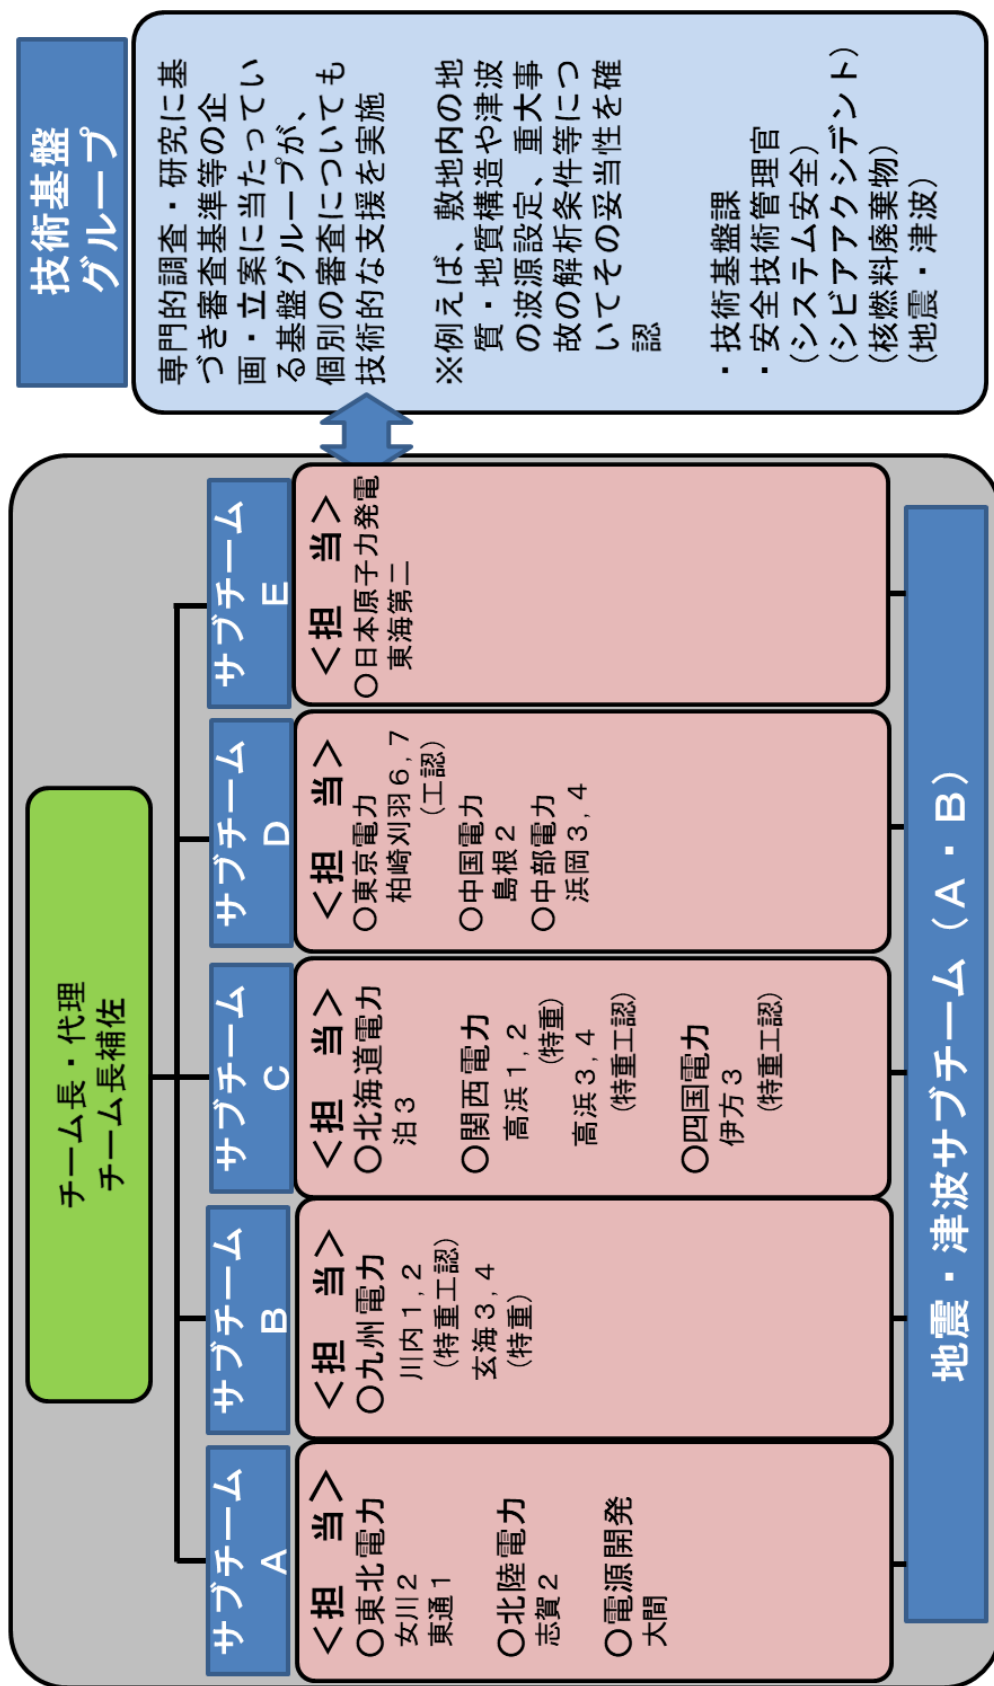 チーム長・代理
チーム長補佐
サブチーム
A
<担 当>
○東北電力
女川2
東通1
○北陸電力
志賀2
○電源開発
大間
サブチーム
B
<担 当>
○九州電力
川内1,2
(特重工認)
玄海3,4
(特重)
サブチーム
C
<担 当>
○北海道電力
泊3
○関西電力
高浜1,2
(特重)
高浜3,4
(特重工認)
○四国電力
伊方3
(特重工認)
サブチーム
D
<担 当>
○東京電力
柏崎刈羽6,7
(工認)
○中国電力
島根2
○中部電力
浜岡3,4
サブチーム
E
<担 当>
○日本原子力発電
東海第二
地震・津波サブチーム(A・B)
技術基盤
グループ
専門的調査・研究に基
づき審査基準等の企
画・立案に当たってい
る基盤グループが、
個別の審査についても
技術的な支援を実施
※例えば、敷地内の地
質・地質構造や津波
の波源設定、重大事
故の解析条件等につ
いてその妥当性を確
認
・技術基盤課
・安全技術管理官
(システム安全)
(シビアアクシデント)
(核燃料廃棄物)
(地震・津波)